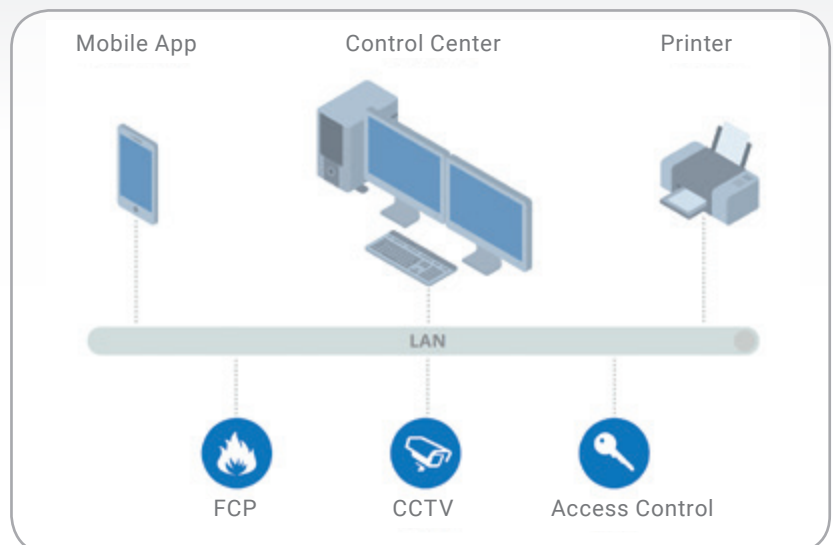 Mobile App
Control Center
Printer
LAN
FCP
CCTV
Access Control